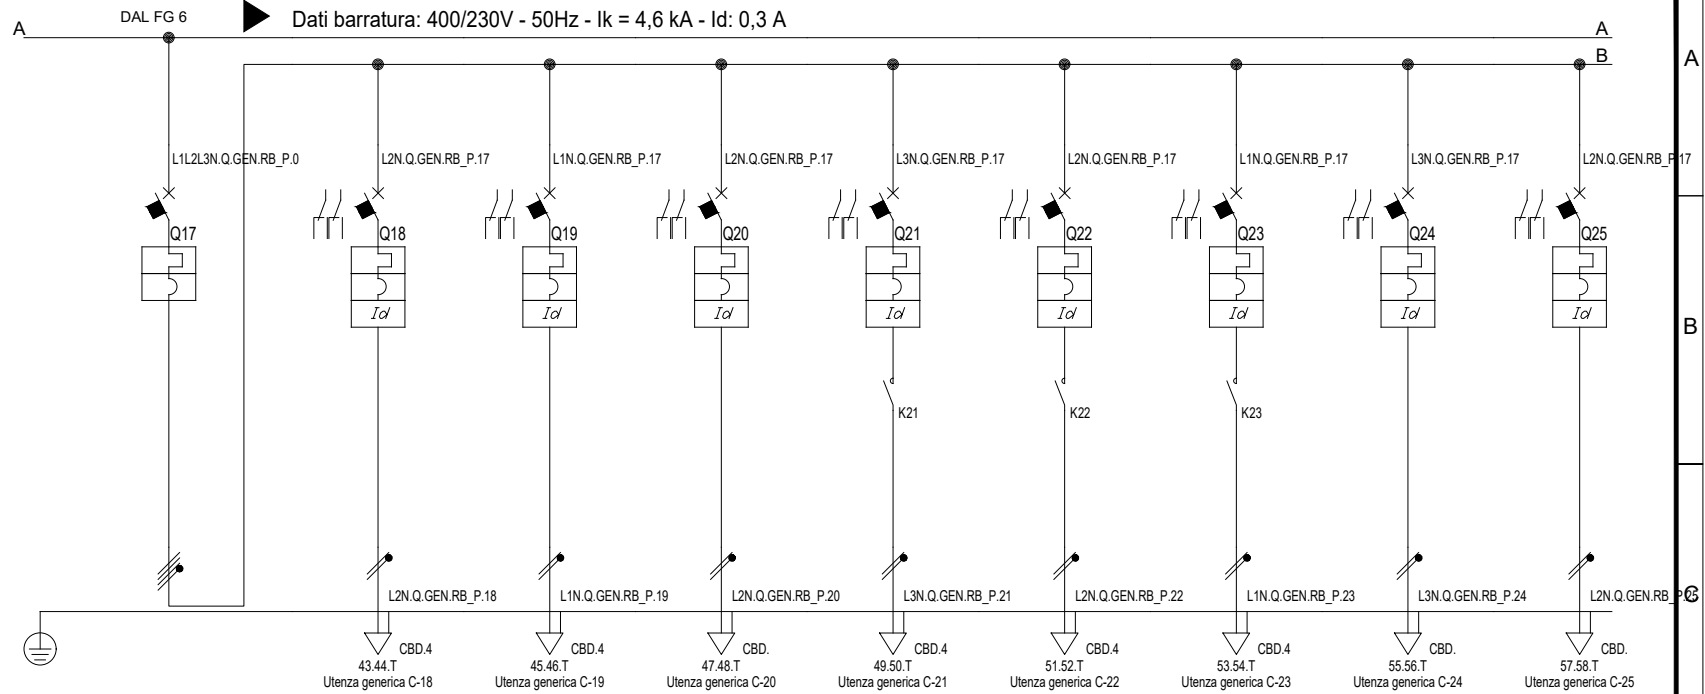 DAL FG 6
Dati barratura: 400/230V - 50Hz - Ik = 4,6 kA - Id: 0,3 A
A A
B
A
L1L2L3N.Q.GEN.RB_P.0 L2N.Q.GEN.RB_P.17 L1N.Q.GEN.RB_P.17 L2N.Q.GEN.RB_P.17 L3N.Q.GEN.RB_P.17 L2N.Q.GEN.RB_P.17 L1N.Q.GEN.RB_P.17 L3N.Q.GEN.RB_P.17 L2N.Q.GEN.RB_P.17
Q17 Q18 Q19 Q20 Q21 Q22 Q23 Q24 Q25
Id Id Id Id Id Id Id Id
B
K21 K22 K23
L2N.Q.GEN.RB_P.18 L1N.Q.GEN.RB_P.19 L2N.Q.GEN.RB_P.20 L3N.Q.GEN.RB_P.21 L2N.Q.GEN.RB_P.22 L1N.Q.GEN.RB_P.23 L3N.Q.GEN.RB_P.24 L2N.Q.GEN.RB
C
CBD.4 CBD.4 CBD. CBD.4 CBD.4 CBD.4 CBD. CBD.
43.44.T 45.46.T 47.48.T 49.50.T 51.52.T 53.54.T 55.56.T 57.58.T
Utenza generica C-18 Utenza generica C-19 Utenza generica C-20 Utenza generica C-21 Utenza generica C-22 Utenza generica C-23 Utenza generica C-24 Utenza generica C-25